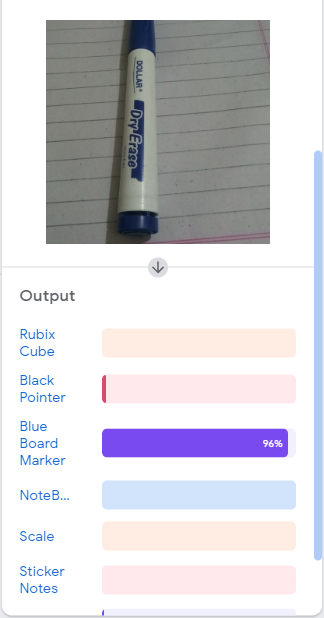 DOLLAR
Dry Erase
Output
Rubix
Cube
Black
Pointer
Blue
Board
Marker
96%
NoteB...
Scale
Sticker
Notes